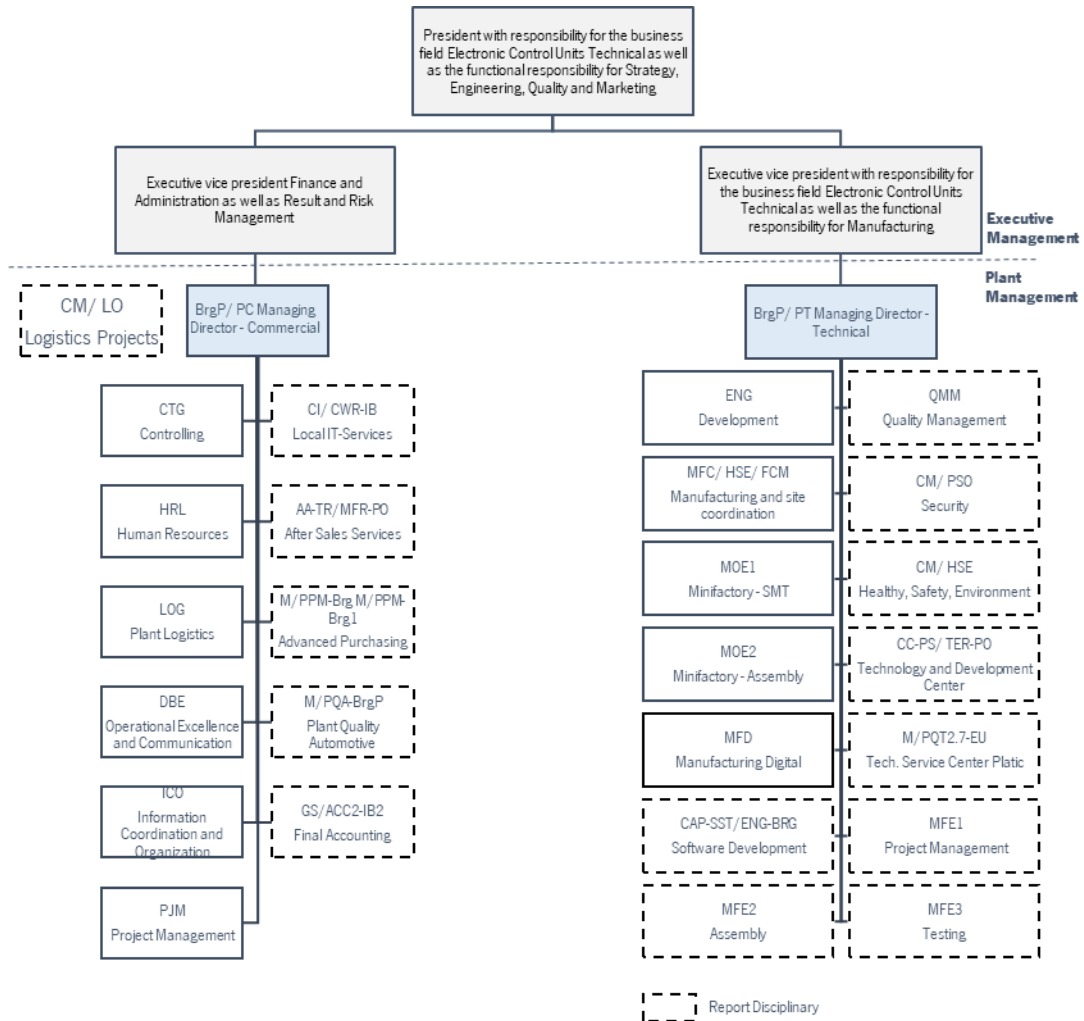 President with responsibility for the business
field Electronic Control Units Technical as well
as the functional responsibility for Strategy,
Engineering, Quality and Marketing
Executive vice president Finance and
Administration as well as Result and Risk
Management
Executive vice president with responsibility for
the business field Electronic Control Units
Technical as well as the functional
responsibility for Manufacturing
Executive
Management
Plant
Management
CM/ LO
Logistics Projects
BrgP/ PC Managing
Director - Commercial
BrgP/ PT Managing Director -
Technical
CTG
Controlling
CI/ CWR-IB
Local IT-Services
HRL
Human Resources
AA-TR/MFR-PO
After Sales Services
LOG
Plant Logistics
M/PPM-Brg M/PPM-
Brg1
Advanced Purchasing
DBE
Operational Excellence
and Communication
M/PQA-BrgP
Plant Quality
Automotive
ICO
Information
Coordination and
Organization
GS/ACC2-IB2
Final Accounting
PJM
Project Management
ENG
Development
QMM
Quality Management
MFC/ HSE/ FCM
Manufacturing and site
coordination
CM/ PSO
Security
MOE1
Minifactory - SMT
CM/ HSE
Healthy, Safety, Environment
MOE2
Minifactory - Assembly
CC-PS/ TER-PO
Technology and Development
Center
MFD
Manufacturing Digital
M/PQT2.7-EU
Tech. Service Center Platic
CAP-SST/ENG-BRG
Software Development
MFE1
Project Management
MFE2
Assembly
MFE3
Testing
Report Disciplinary